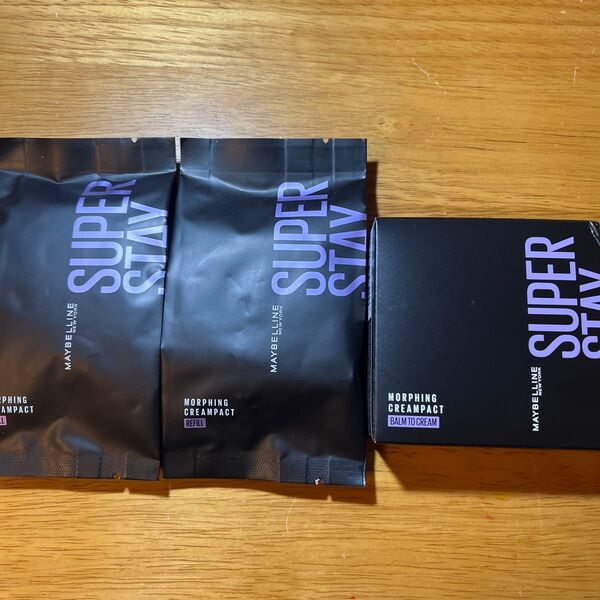 SUPER
STAY
MAYBELLINE
NEW YORK
MORPHING
CREAMPACT
SUPER
STAY
MAYBELLINE
NEW YORK
MORPHING
CREAMPACT
REFILL
SUPER
STAY
MAYBELLINE
NEW YORK
MORPHING
CREAMPACT
BALM TO CREAM